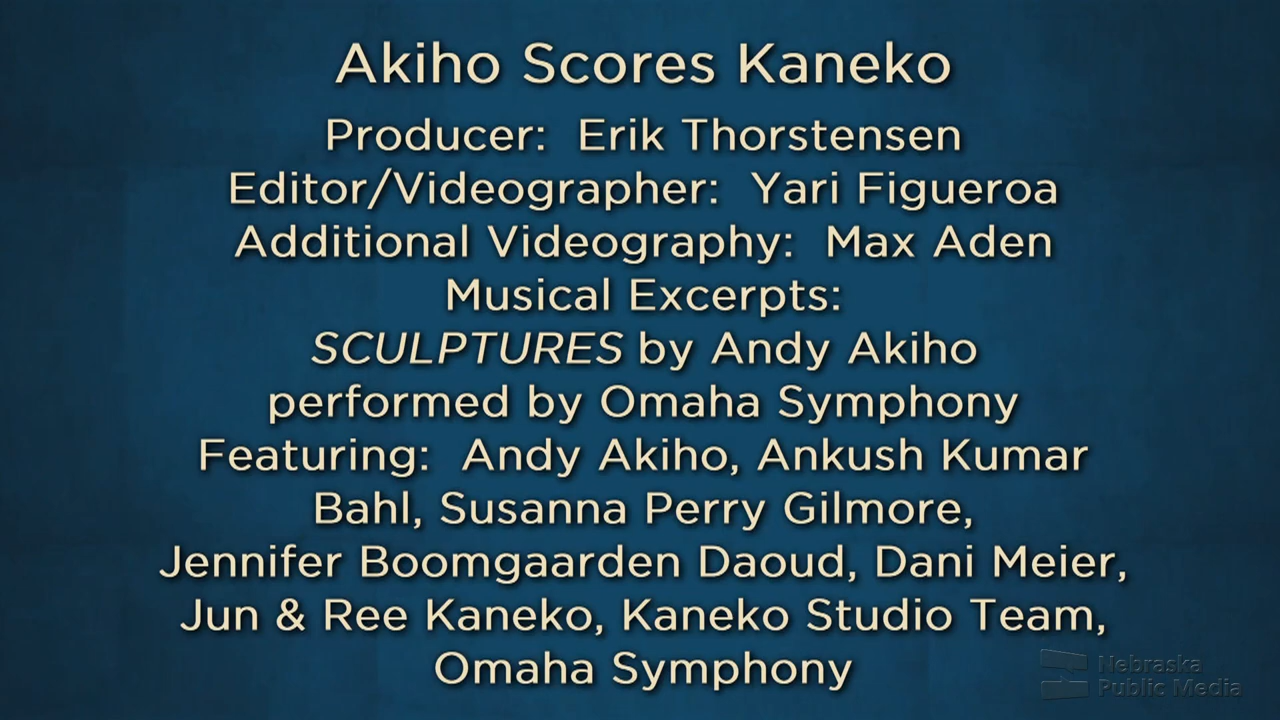 Akiho Scores Kaneko
Producer: Erik Thorstensen
Editor/Videographer: Yari Figueroa
Additional Videography: Max Aden
Musical Excerpts:
SCULPTURES by Andy Akiho
performed by Omaha Symphony
Featuring: Andy Akiho, Ankush Kumar
Bahl, Susanna Perry Gilmore,
Jennifer Boomgaarden Daoud, Dani Meier,
Jun & Ree Kaneko, Kaneko Studio Team,
Omaha Symphony
Nebraska
Public Media